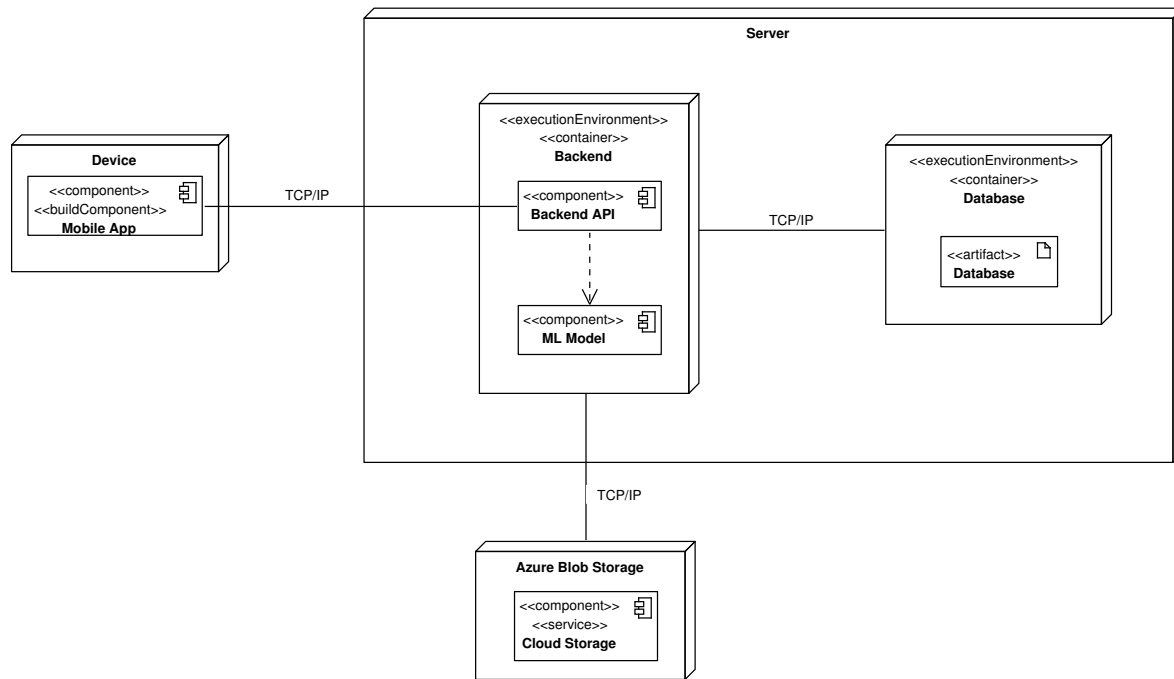 Server
<<executionEnvironment>>
<<container>>
Backend
<<component>>
Backend API
<<component>>
ML Model
<<executionEnvironment>>
<<container>>
Database
<<artifact>>
Database
Device
<<component>>
<<buildComponent>>
Mobile App
TCP/IP
TCP/IP
TCP/IP
Azure Blob Storage
<<component>>
<<service>>
Cloud Storage